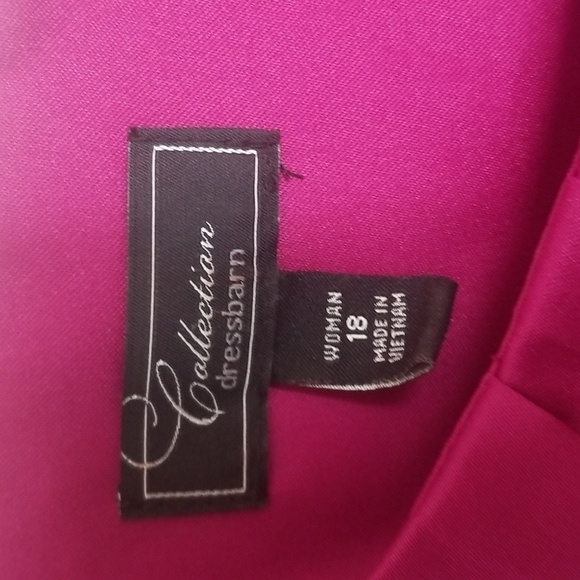 Collection
dressbarn
WOMAN
18
MADE IN
VIETNAM